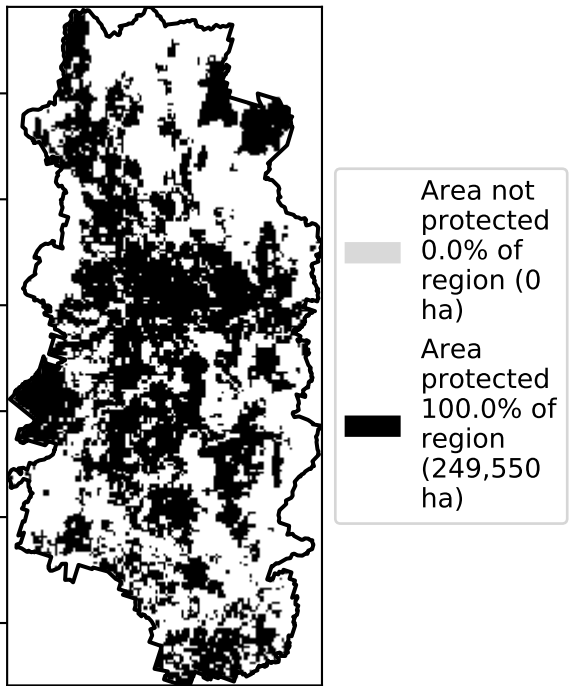 Area not
protected
0.0% of
region (0
ha)
Area
protected
100.0% of
region
(249,550
ha)